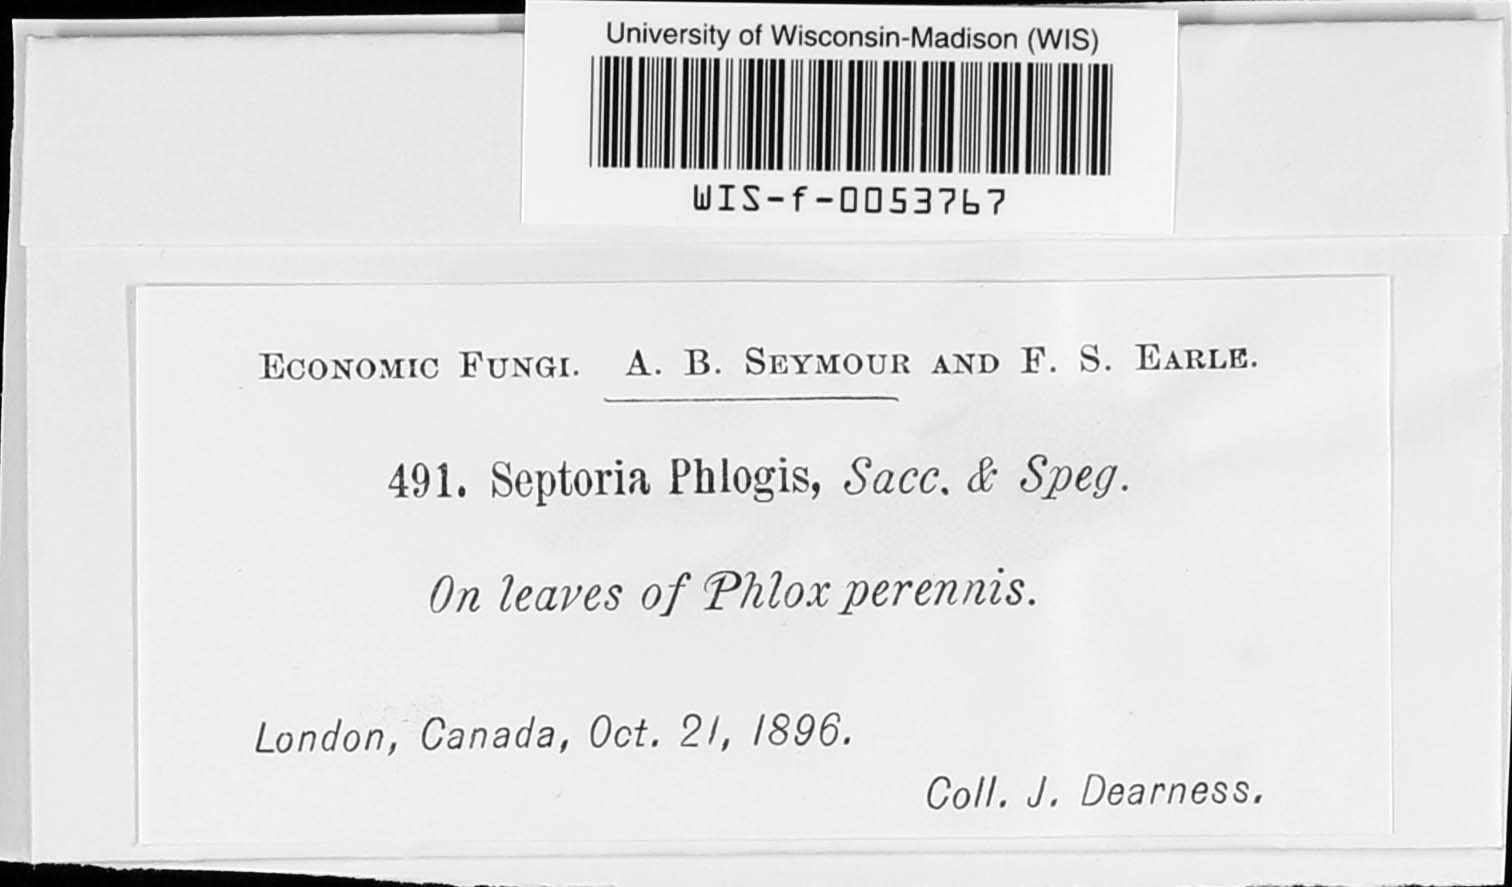 University of Wisconsin-Madison (WIS)
WIS-f-0053767
ECONOMIC FUNGI. A. B. SEYMOUR AND F. S. EARLE.
491. Septoria Phlogis, Sacc. & Speg.
On leaves of Phlox perennis.
London, Canada, Oct. 21, 1896.
Coll. J. Dearness.